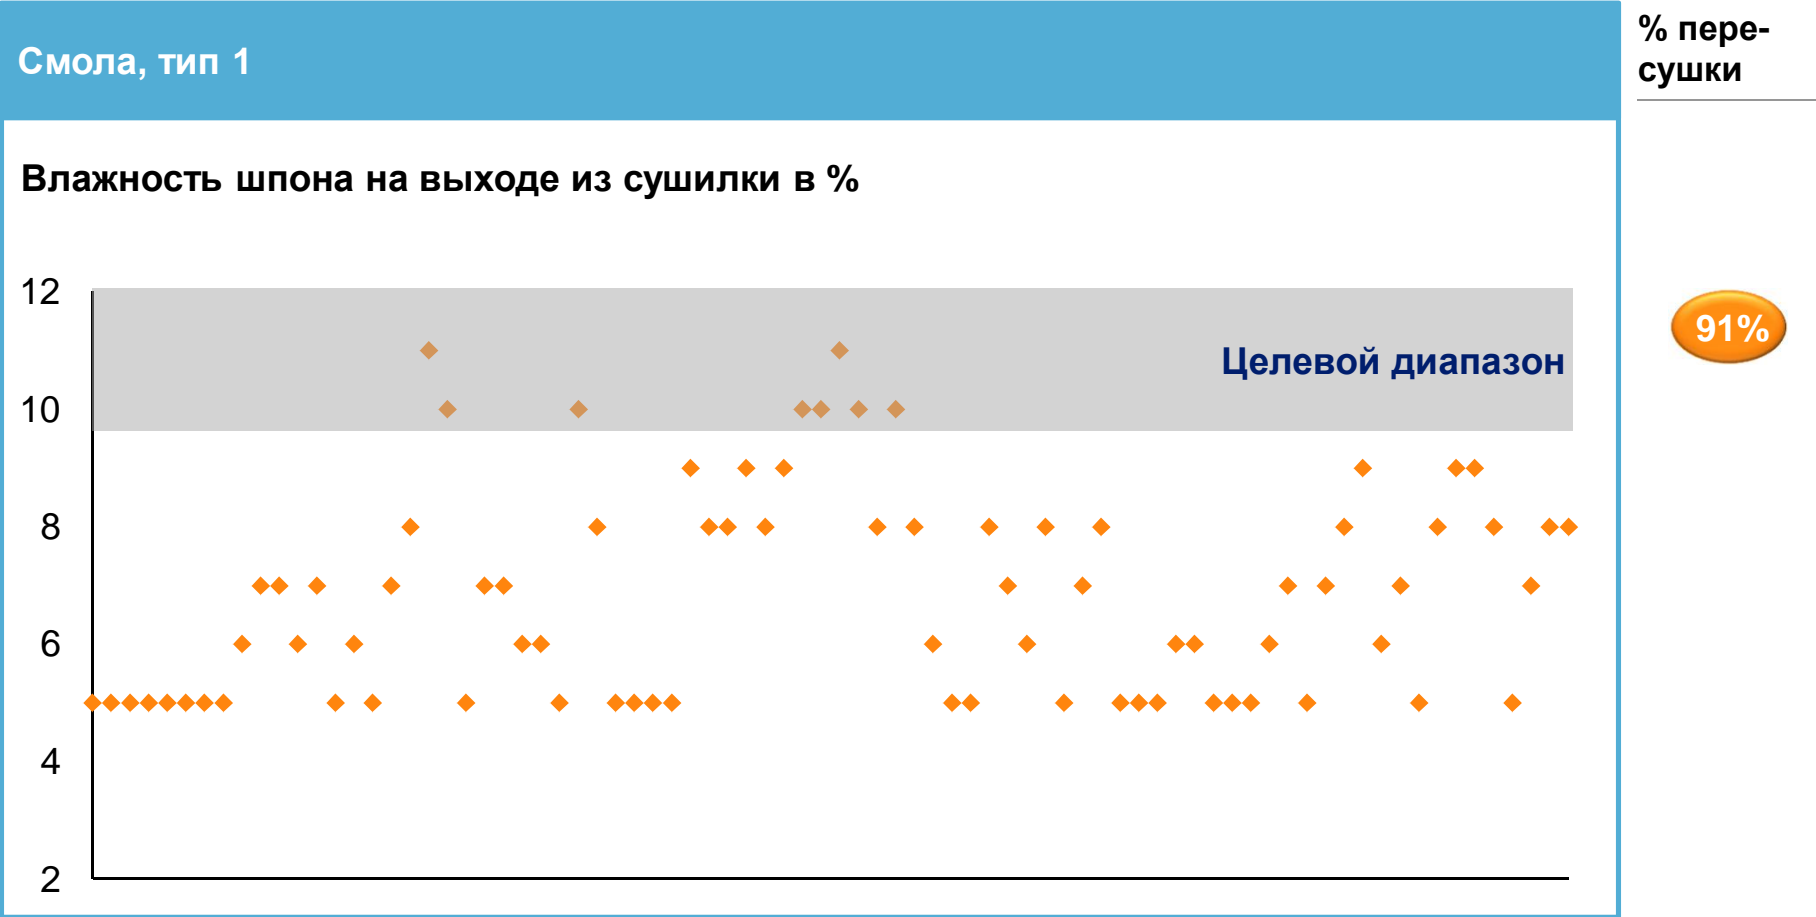 Смола, тип 1
% пере-
сушки
Влажность шпона на выходе из сушилки в %
12
91%
Целевой диапазон
10
8
6
4
2